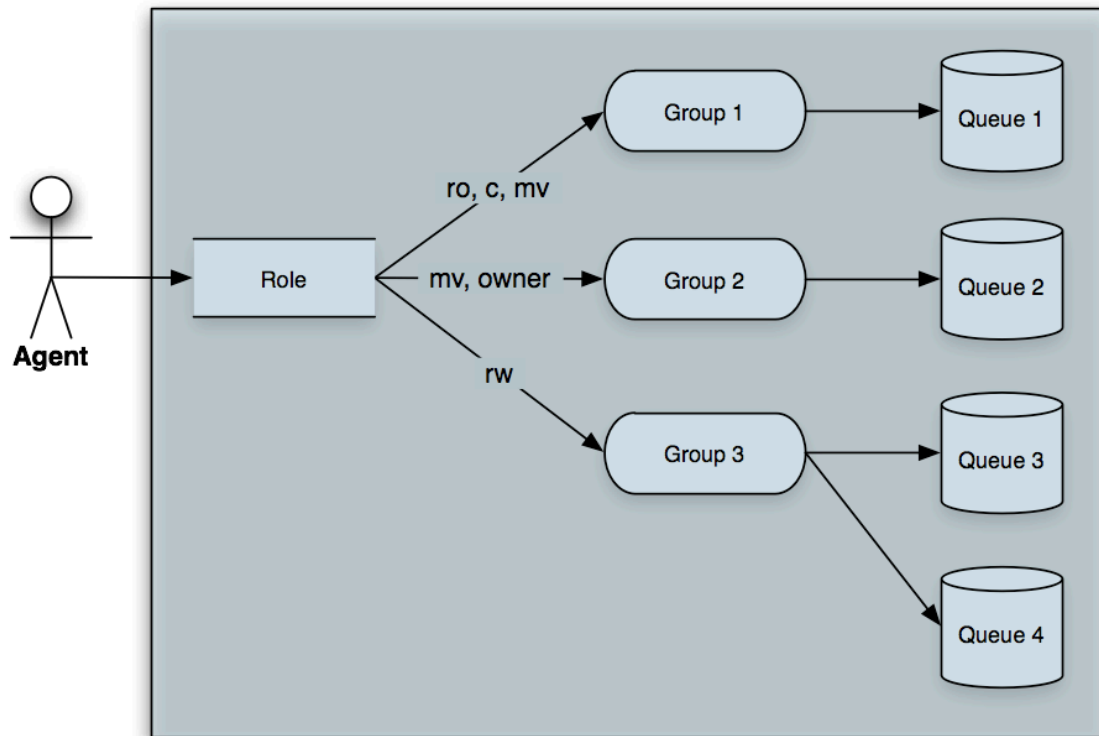 Group 1
Queue 1
ro, c, mv
Role
mv, owner
Group 2
Queue 2
Agent
rw
Group 3
Queue 3
Queue 4